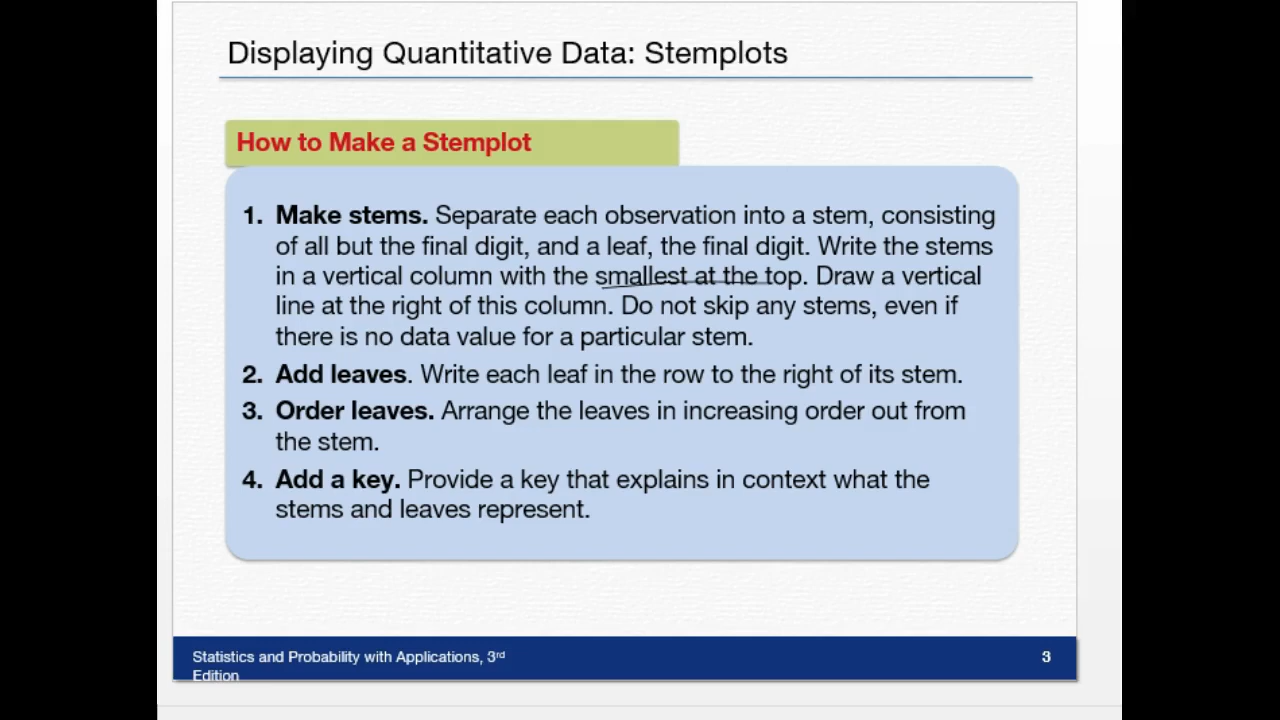 Displaying Quantitative Data: Stemplots
How to Make a Stemplot
1. Make stems. Separate each observation into a stem, consisting
of all but the final digit, and a leaf, the final digit. Write the stems
in a vertical column with the smallest at the top. Draw a vertical
line at the right of this column. Do not skip any stems, even if
there is no data value for a particular stem.
2. Add leaves. Write each leaf in the row to the right of its stem.
3. Order leaves. Arrange the leaves in increasing order out from
the stem.
4. Add a key. Provide a key that explains in context what the
stems and leaves represent.
Statistics and Probability with Applications, 3rd
Edition
3